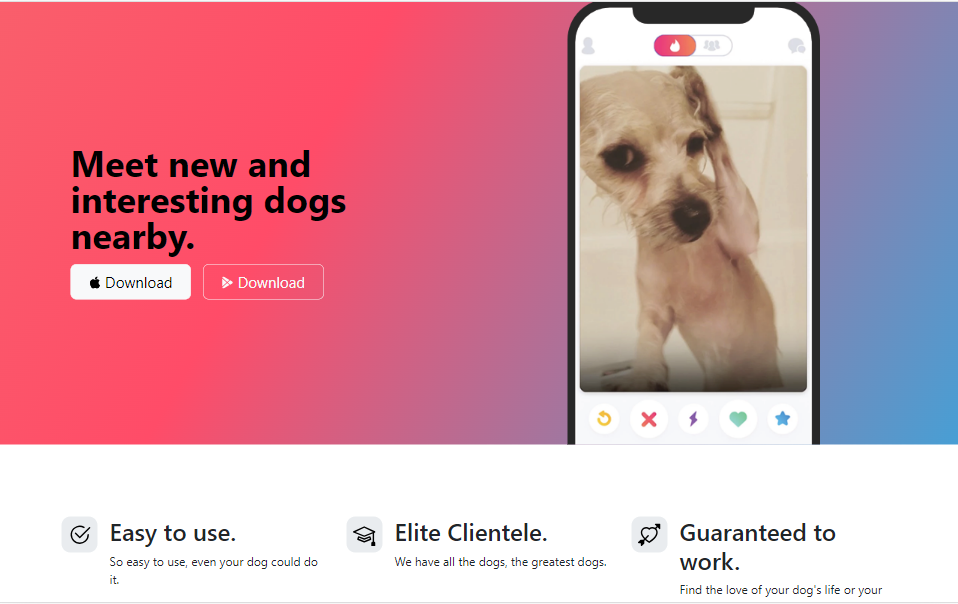 Meet new and
interesting dogs
nearby.
Download
Download
Easy to use.
So easy to use, even your dog could do
it.
Elite Clientele.
We have all the dogs, the greatest dogs.
Guaranteed to
work.
Find the love of your dog's life or your